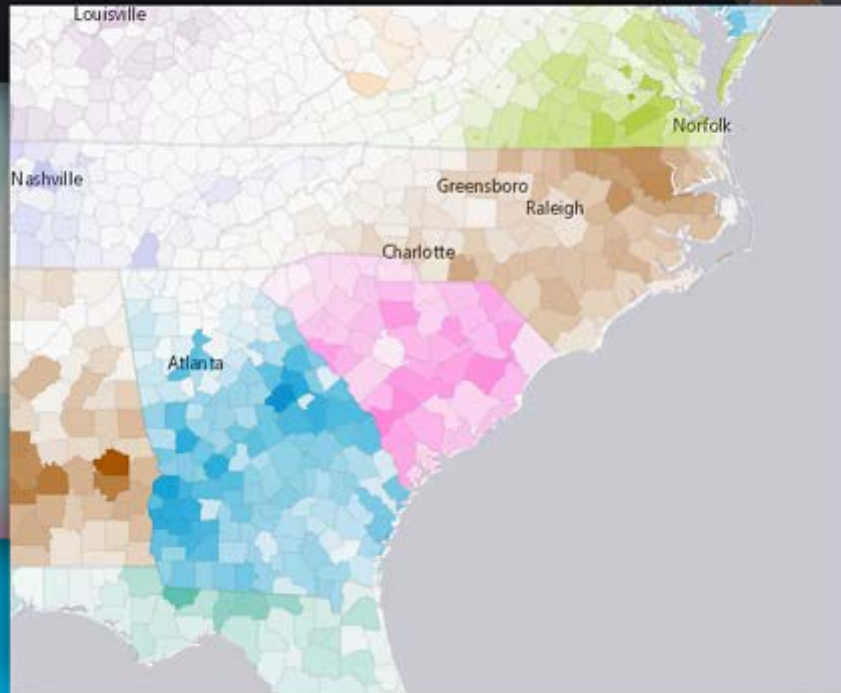 Louisville
Norfolk
Nashville
Greensboro
Raleigh
Charlotte
Atlanta